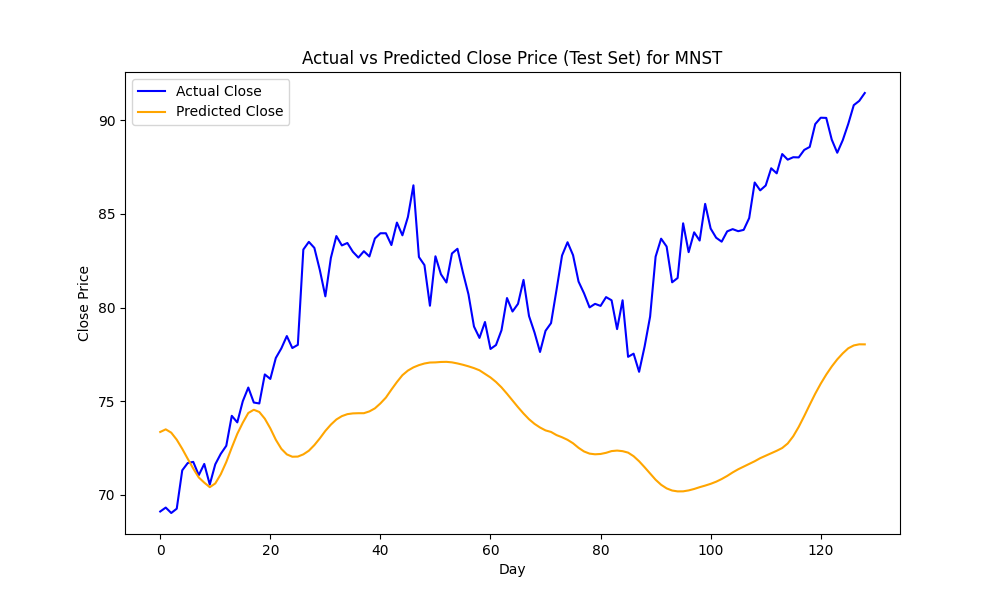 Actual vs Predicted Close Price (Test Set) for MNST
Actual Close
Predicted Close
Close Price
90
85
80
75
70
0 20 40 60 80 100 120
Day